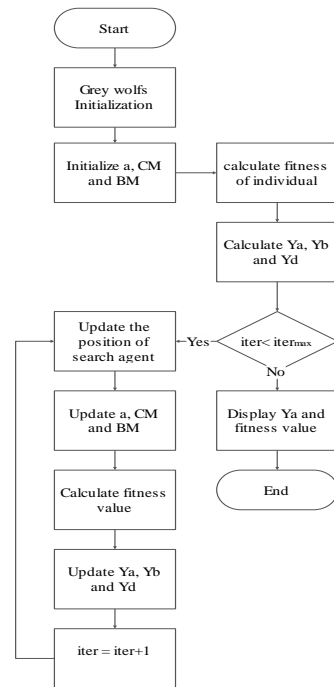 Start
Grey wolfs
Initialization
Initialize a, CM
and BM
calculate fitness
of individual
Calculate Ya, Yb
and Yd
iter< itermax
Yes
No
Update the
position of
search agent
Display Ya and
fitness value
Update a, CM
and BM
End
Calculate fitness
value
Update Ya, Yb
and Yd
iter = iter+1